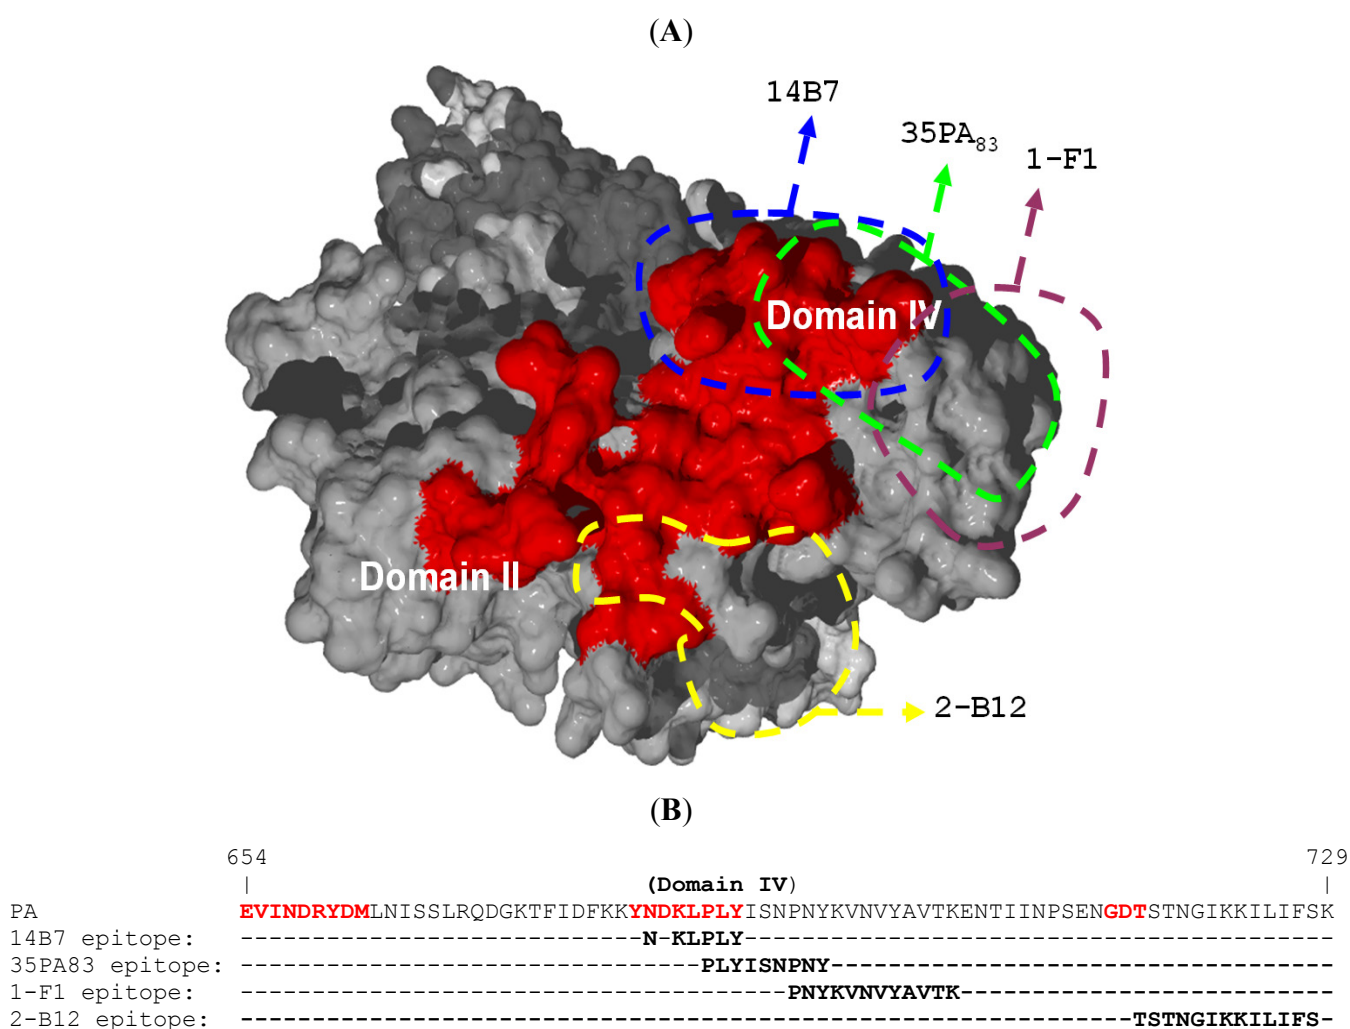 (A)
14B7
35PA83
1-F1
Domain IV
Domain II
2-B12
(B)
654 729
| (Domain IV) |
PA EVINDRYDMLNISSLRQDGKTFIDFKKYNDKLPLYISNPNYKVNVYAVTKENTIINPSENGDTSTNGIKKILIFSK
14B7 epitope: ----------------------------N-KLPLY-----------------------------------------
35PA83 epitope: --------------------------------PLYISNPNY-----------------------------------
1-F1 epitope: --------------------------------------PNYKVNVYAVTK--------------------------
2-B12 epitope: --------------------------------------------------------------TSTNGIKKILIFS-